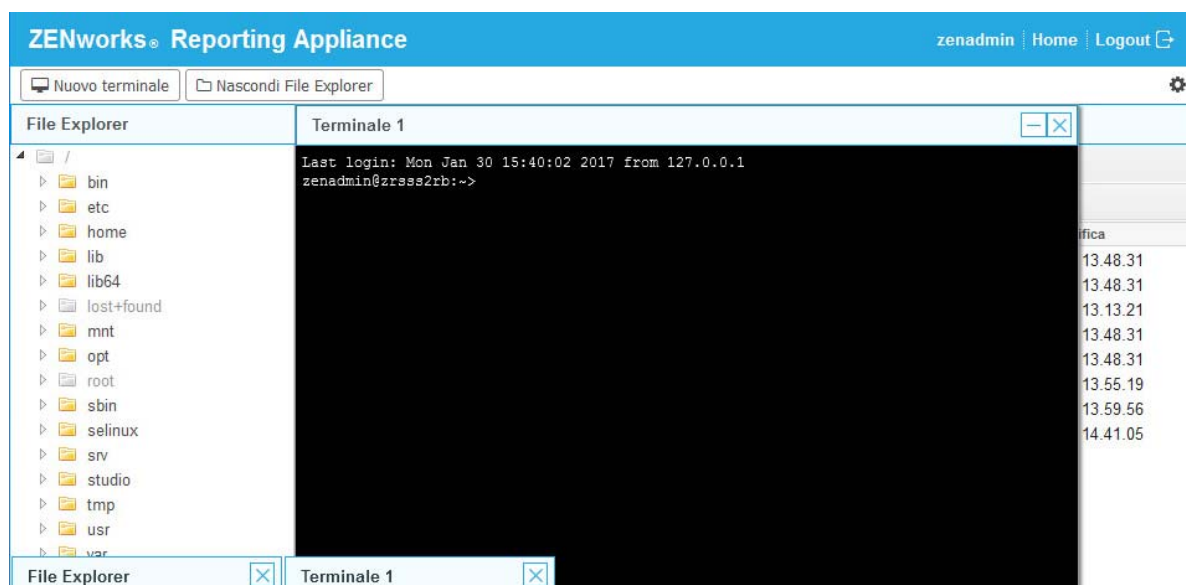 ZENworks® Reporting Appliance
zenadmin Home Logout
Nuovo terminale Nascondi File Explorer
File Explorer
Terminale 1
/
bin
etc
home
lib
lib64
lost+found
mnt
opt
root
sbin
selinux
srv
studio
tmp
usr
var
Last login: Mon Jan 30 15:40:02 2017 from 127.0.0.1
zenadmin@zrsss2rb:~>
ifica
13.48.31
13.48.31
13.13.21
13.48.31
13.48.31
13.55.19
13.59.56
14.41.05
File Explorer
Terminale 1